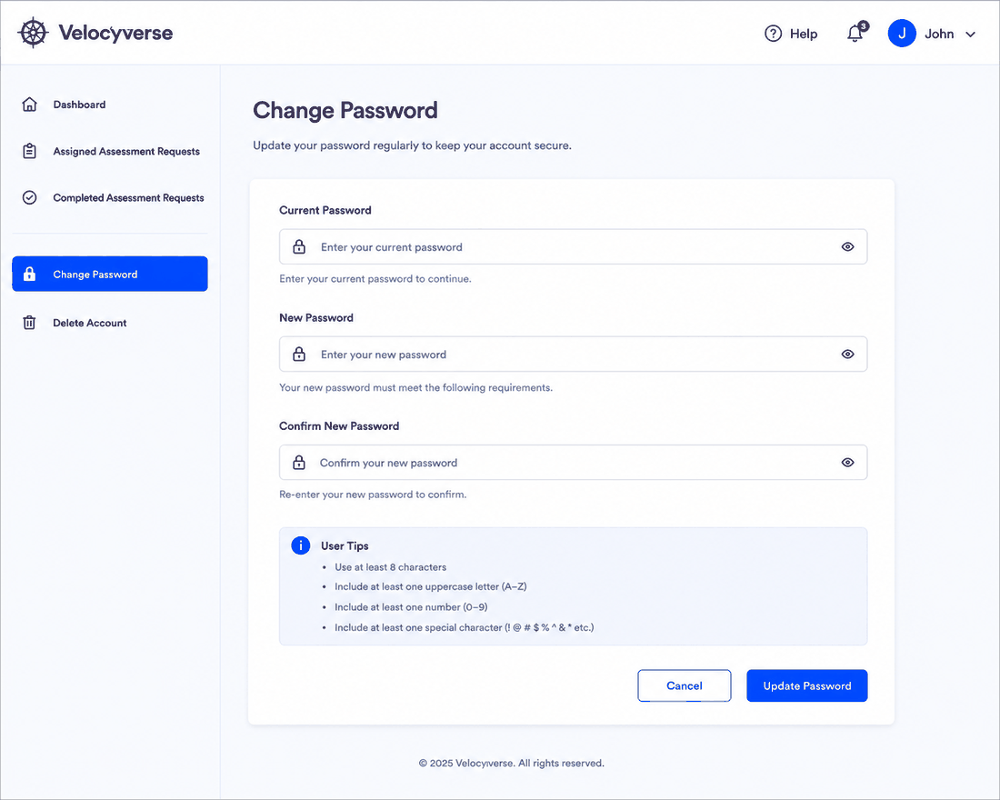 Velocyverse
Help
3
J
John
Dashboard
Assigned Assessment Requests
Completed Assessment Requests
Change Password
Delete Account
Change Password
Update your password regularly to keep your account secure.
Current Password
Enter your current password
Enter your current password to continue.
New Password
Enter your new password
Your new password must meet the following requirements.
Confirm New Password
Confirm your new password
Re-enter your new password to confirm.
i
User Tips
• Use at least 8 characters
• Include at least one uppercase letter (A–Z)
• Include at least one number (0–9)
• Include at least one special character (! @ # $ % ^ & * etc.)
Cancel
Update Password
© 2025 Velocyverse. All rights reserved.